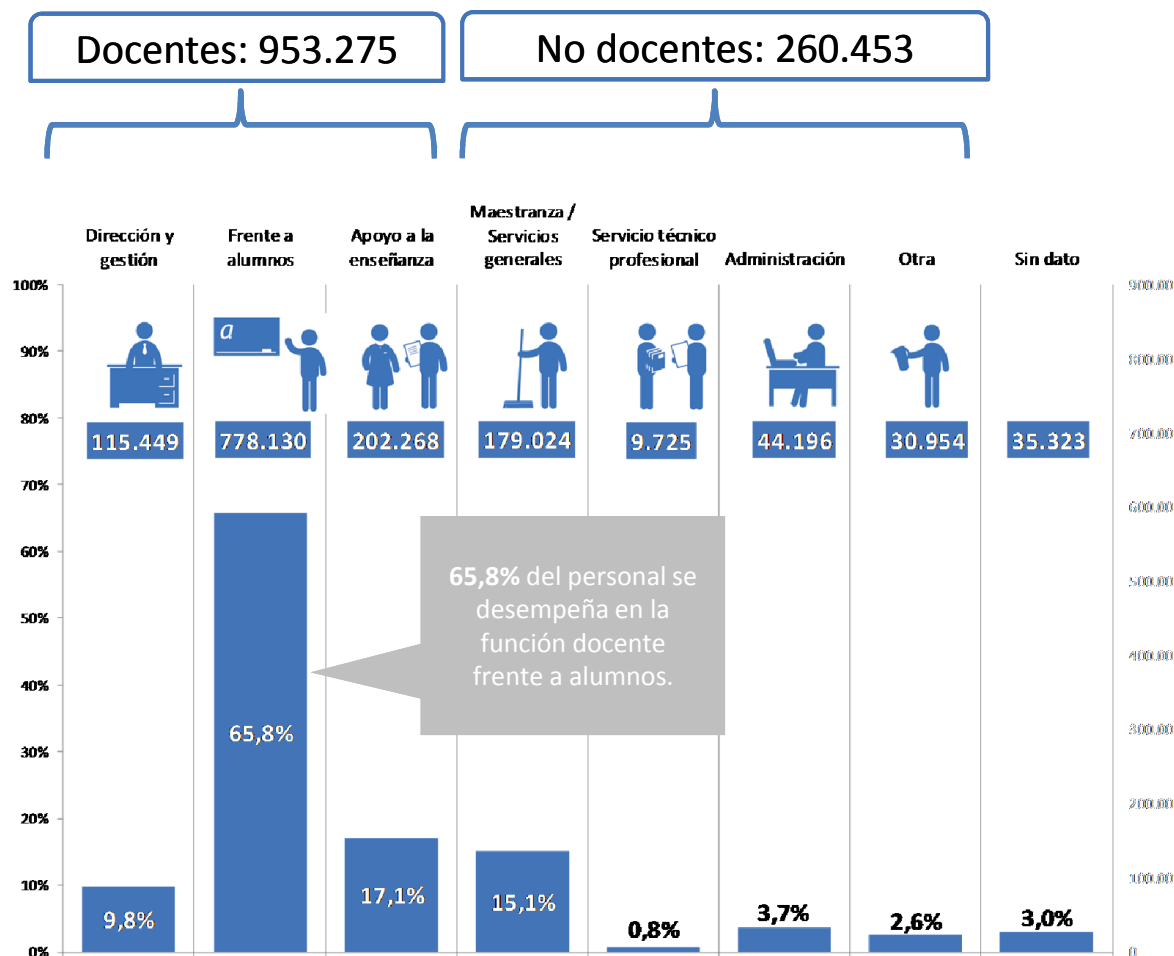 Docentes: 953.275
No docentes: 260.453
Dirección y
gestión
Frente a
alumnos
Apoyo a la
enseñanza
Maestranza /
Servicios
generales
Servicio técnico
profesional
Administración
Otra
Sin dato
100%
90%
80%
70%
60%
50%
40%
30%
20%
10%
0%
a
115.449
778.130
202.268
179.024
9.725
44.196
30.954
35.323
65,8% del personal se
desempeña en la
función docente
frente a alumnos.
9,8%
65,8%
17,1%
15,1%
0,8%
3,7%
2,6%
3,0%
0